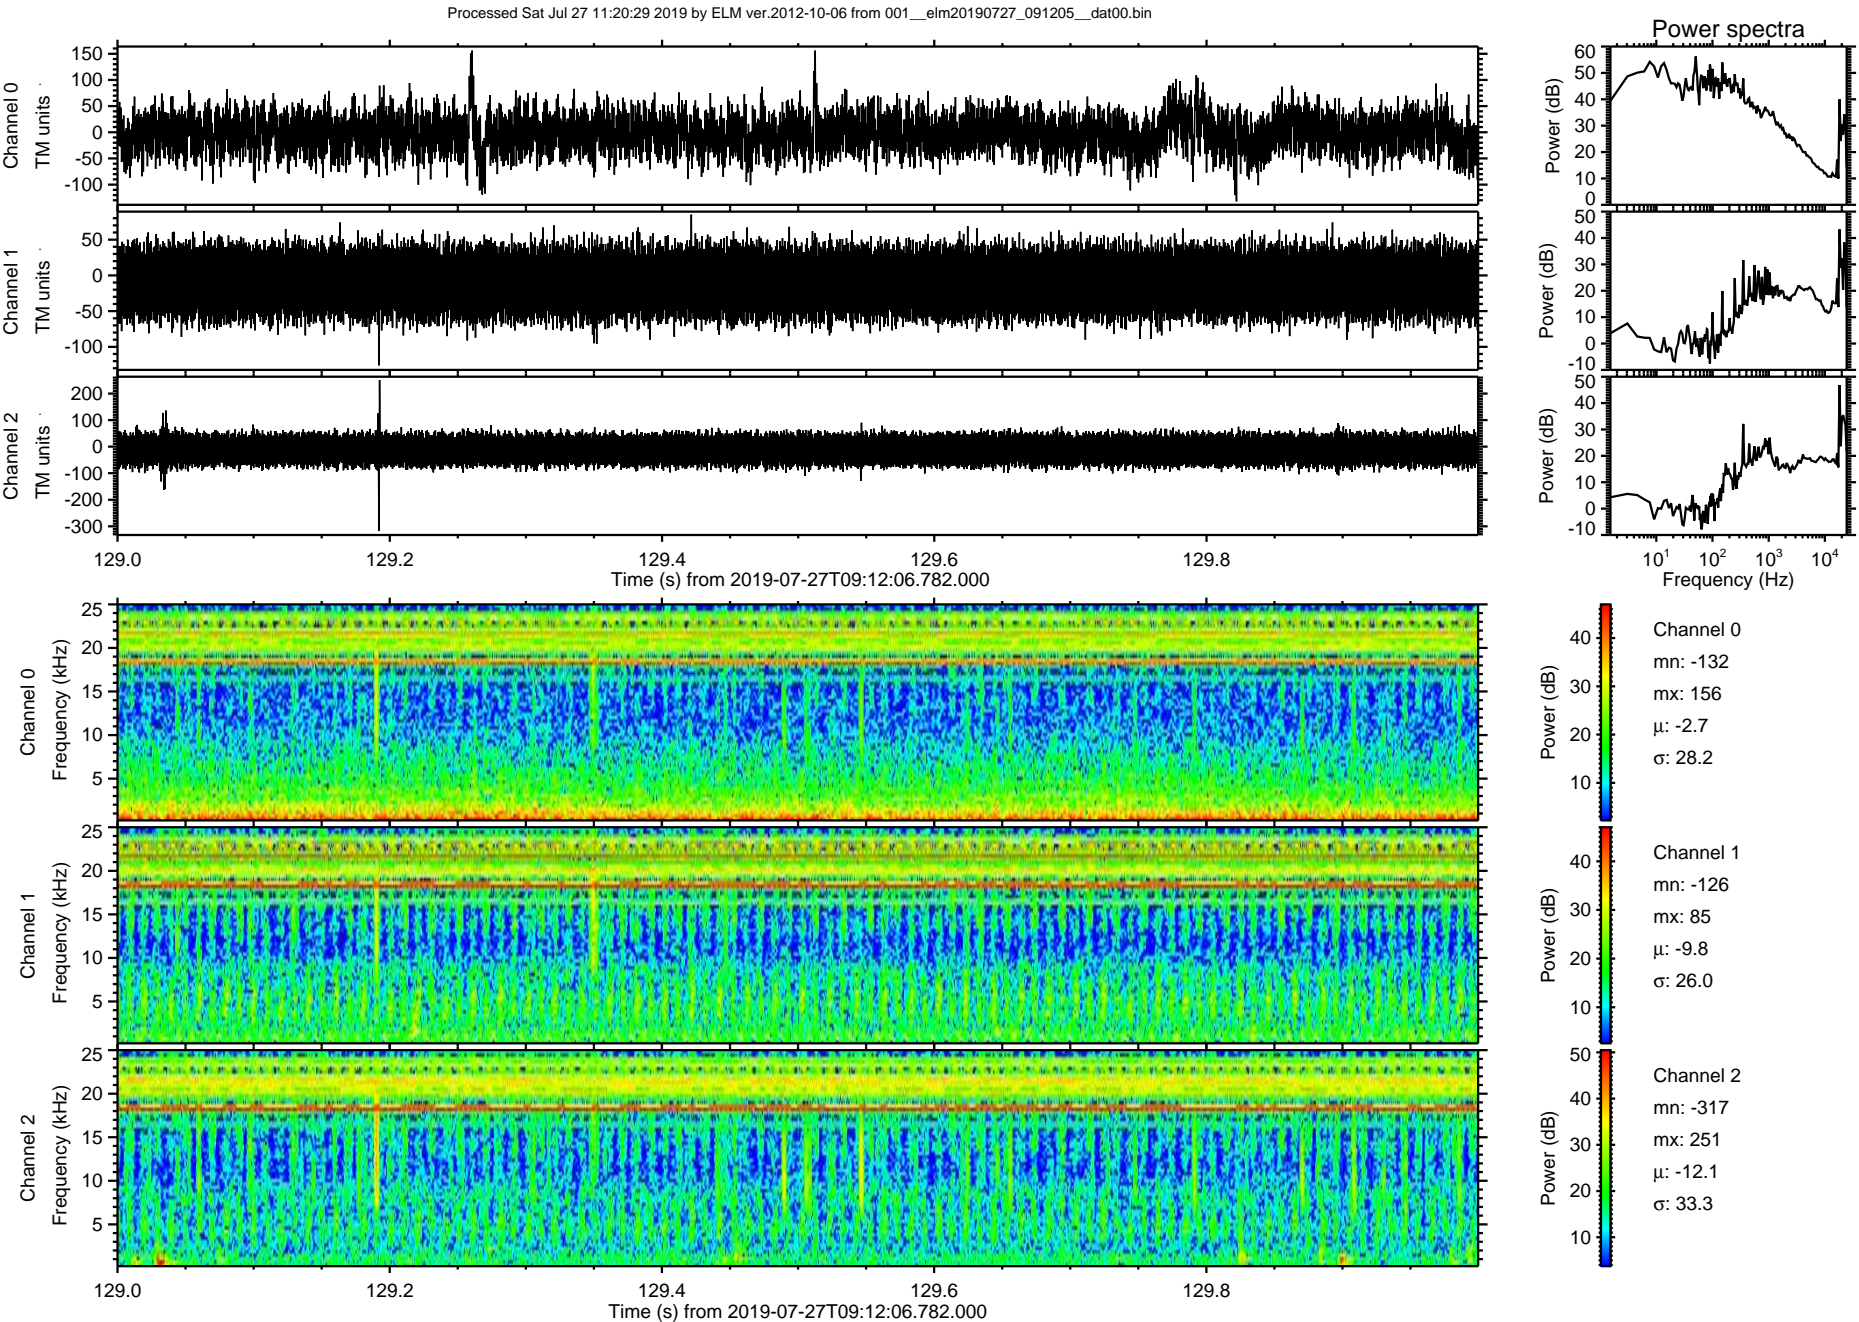 Processed Sat Jul 27 11:20:29 2019 by ELM ver.2012-10-06 from 001__elm20190727_091205__dat00.bin
Power spectra
Channel 0
TM units
150
100
50
0
-50
-100
Power (dB)
60
50
40
30
20
10
0
Channel 1
TM units
50
0
-50
-100
Power (dB)
50
40
30
20
10
0
-10
Channel 2
TM units
200
100
0
-100
-200
-300
Power (dB)
50
40
30
20
10
0
-10
129.0 129.2 129.4 129.6 129.8
Time (s) from 2019-07-27T09:12:06.782.000
10¹ 10² 10³ 10⁴
Frequency (Hz)
Channel 0
Frequency (kHz)
25
20
15
10
5
Power (dB)
40
30
20
10
Channel 0
mn: -132
mx: 156
μ: -2.7
σ: 28.2
Channel 1
Frequency (kHz)
25
20
15
10
5
Power (dB)
40
30
20
10
Channel 1
mn: -126
mx: 85
μ: -9.8
σ: 26.0
Channel 2
Frequency (kHz)
25
20
15
10
5
Power (dB)
50
40
30
20
10
Channel 2
mn: -317
mx: 251
μ: -12.1
σ: 33.3
129.0 129.2 129.4 129.6 129.8
Time (s) from 2019-07-27T09:12:06.782.000